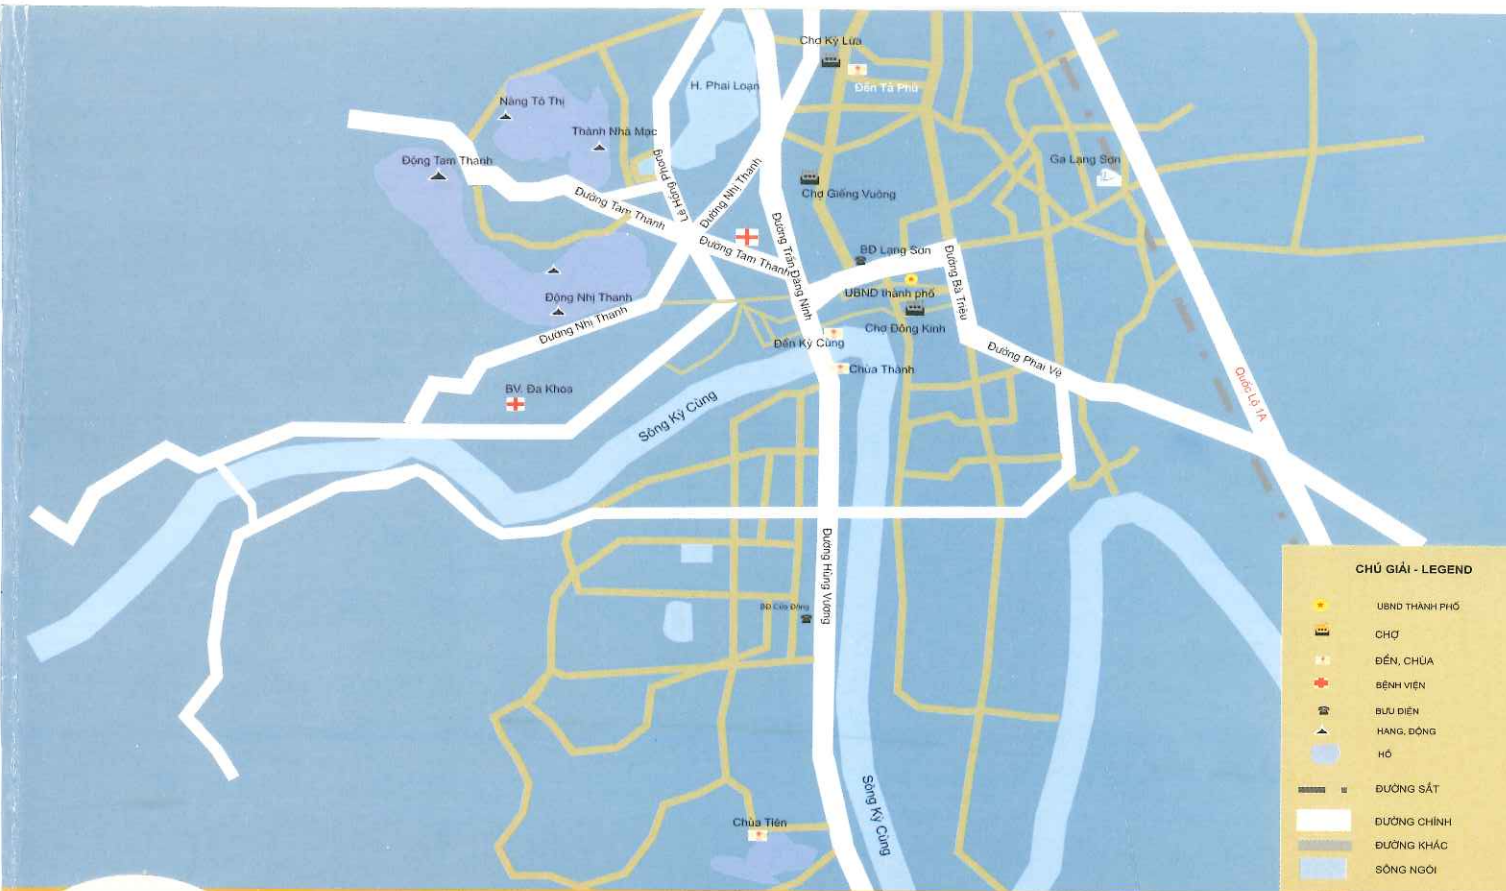 Chợ Kỳ Lừa
Đền Tả Phủ
H. Phai Loạn
Nàng Tô Thị
Thành Nhà Mạc
Động Tam Thanh
Ga Lạng Sơn
Chợ Giếng Vuông
Lê Hồng Phong
Đường Nhị Thanh
Đường Tam Thanh
Đường Tam Thanh
Đường Trần Đăng Ninh
BĐ Lạng Sơn
UBND thành phố
Đường Bà Triệu
Động Nhị Thanh
Đường Nhị Thanh
Chợ Đông Kinh
Đền Kỳ Cùng
Đường Phai Vệ
Chùa Thành
BV. Đa Khoa
Quốc Lộ 1A
Sông Kỳ Cùng
Đường Hùng Vương
BĐ Cửa Đông
Sông Kỳ Cùng
Chùa Tiên
CHÚ GIẢI - LEGEND
UBND THÀNH PHỐ
CHỢ
ĐỀN, CHÙA
BỆNH VIỆN
BƯU ĐIỆN
HANG, ĐỘNG
HỒ
ĐƯỜNG SẮT
ĐƯỜNG CHÍNH
ĐƯỜNG KHÁC
SÔNG NGÒI